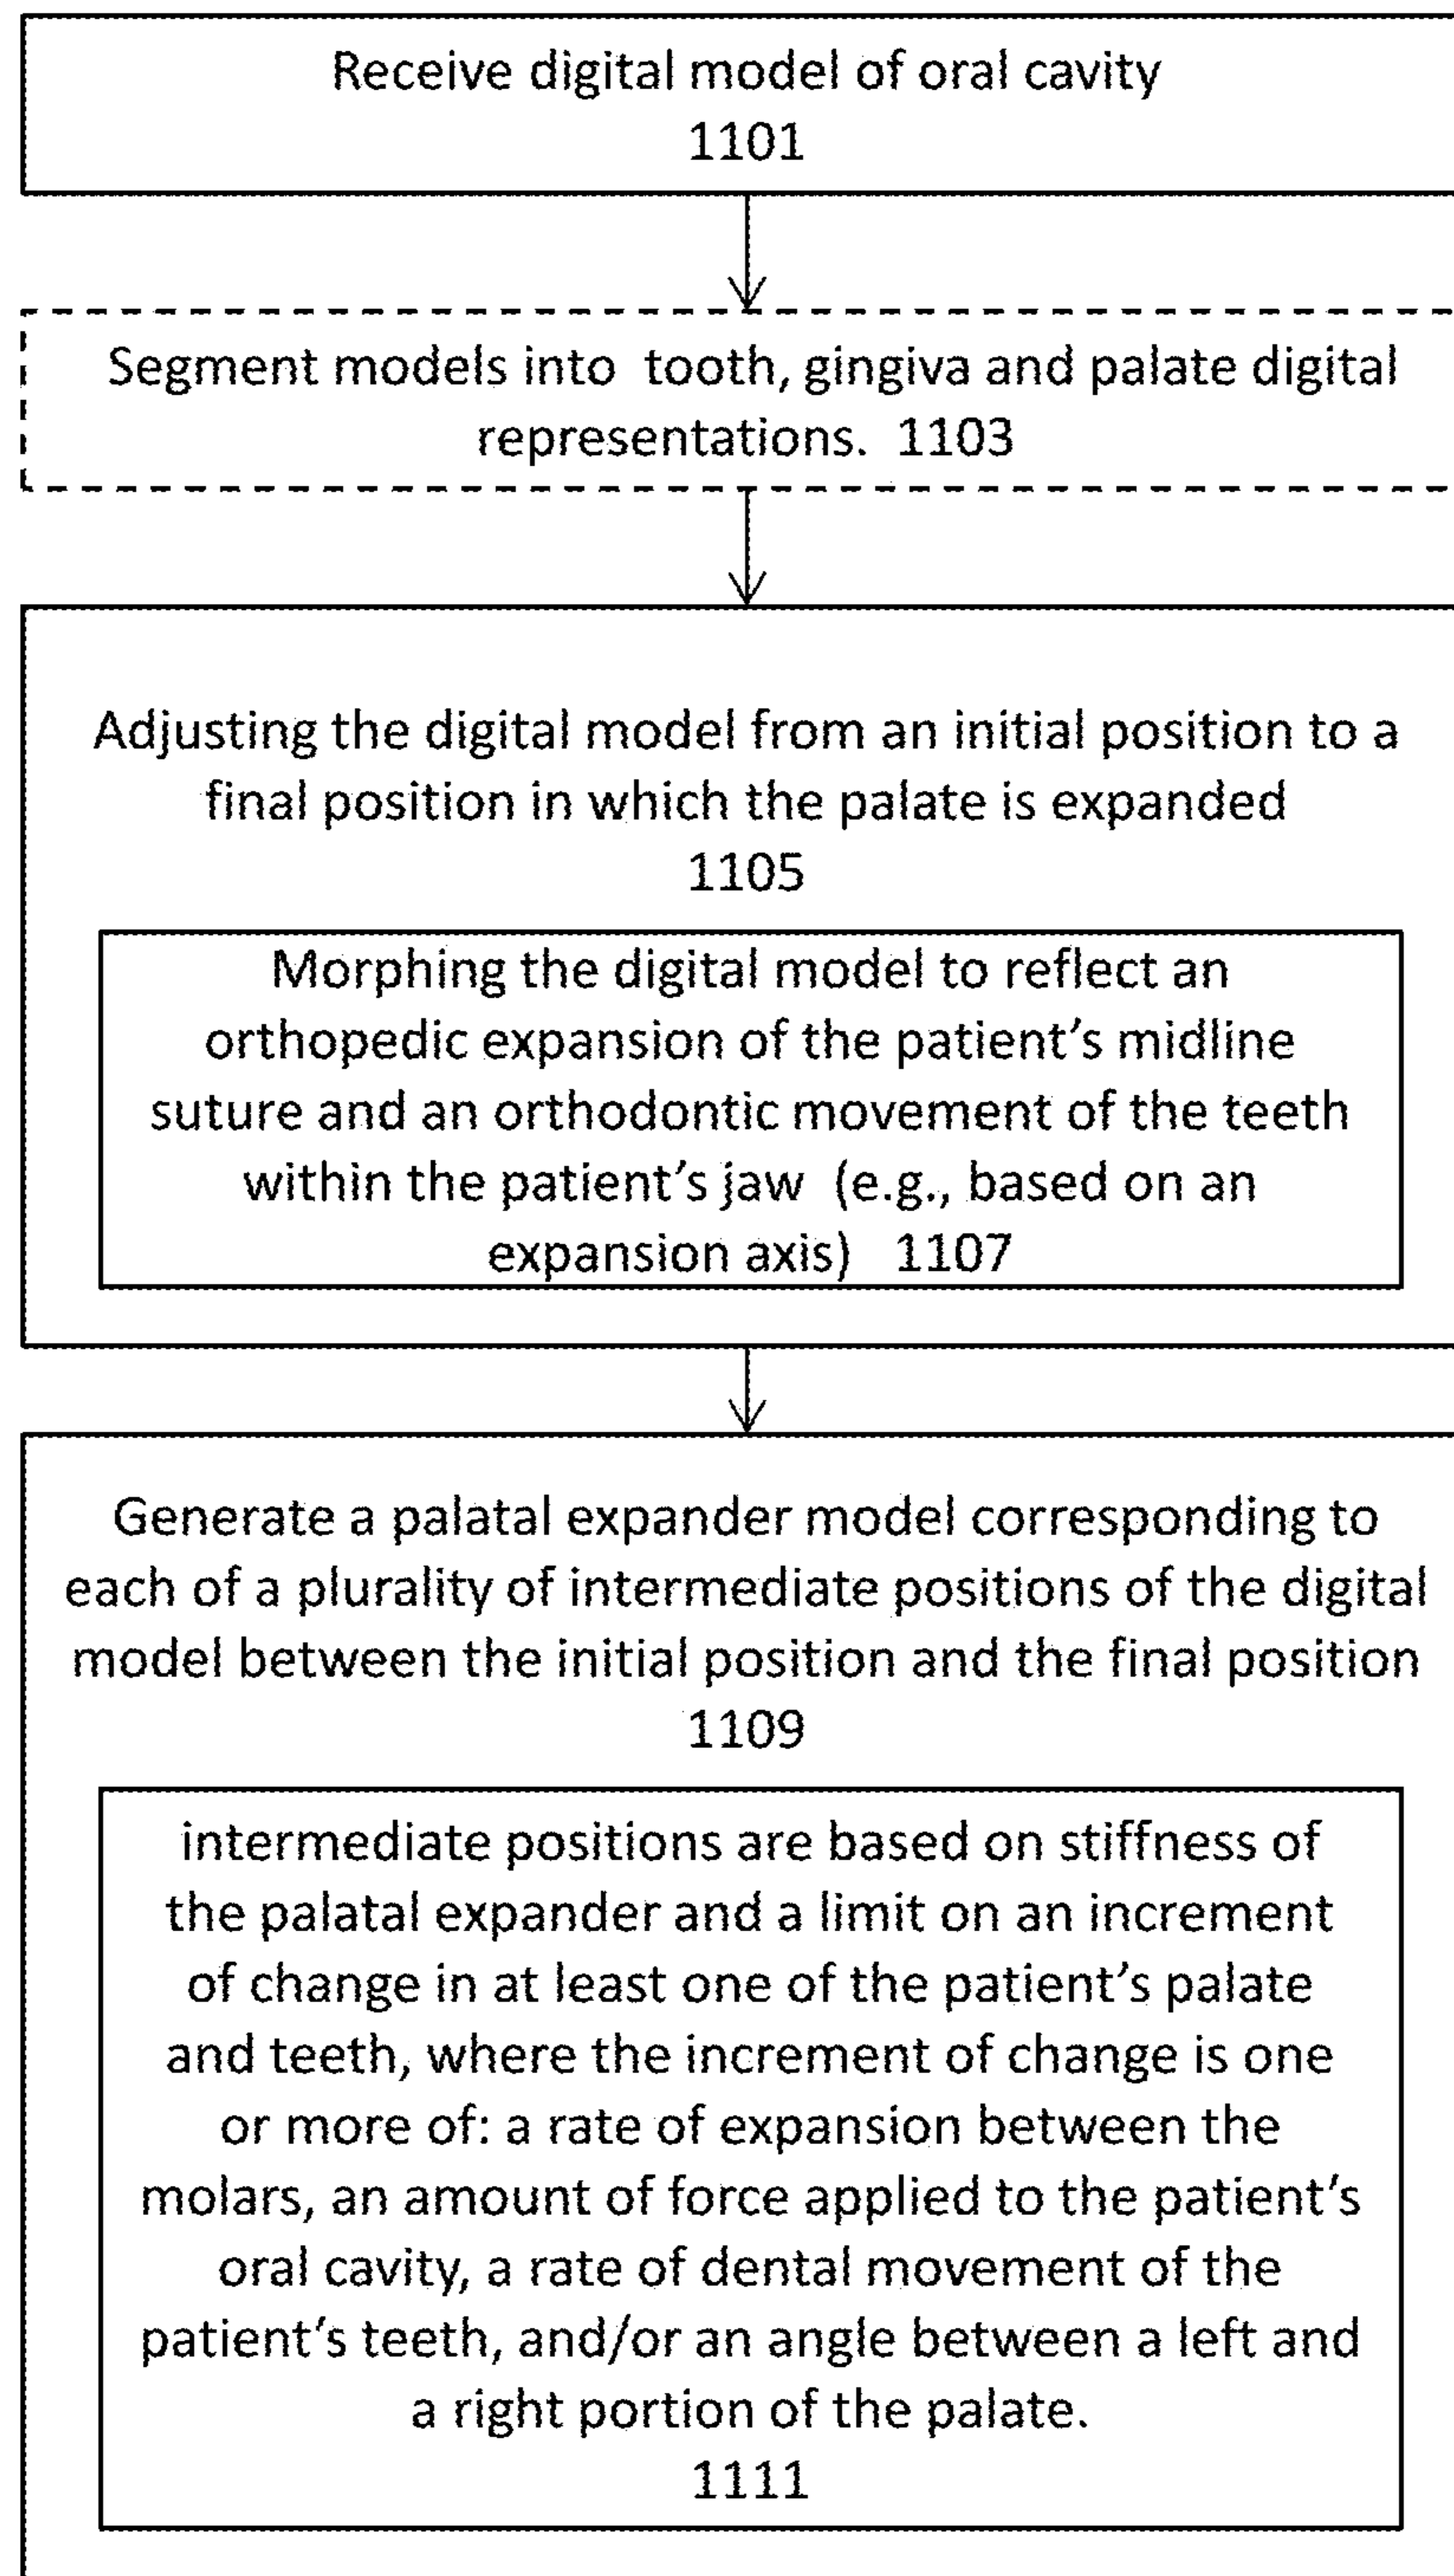 Receive digital model of oral cavity
1101
Segment models into tooth, gingiva and palate digital
representations. 1103
Adjusting the digital model from an initial position to a
final position in which the palate is expanded
1105
Morphing the digital model to reflect an
orthopedic expansion of the patient's midline
suture and an orthodontic movement of the teeth
within the patient's jaw (e.g., based on an
expansion axis) 1107
Generate a palatal expander model corresponding to
each of a plurality of intermediate positions of the digital
model between the initial position and the final position
1109
intermediate positions are based on stiffness of
the palatal expander and a limit on an increment
of change in at least one of the patient's palate
and teeth, where the increment of change is one
or more of: a rate of expansion between the
molars, an amount of force applied to the patient's
oral cavity, a rate of dental movement of the
patient's teeth, and/or an angle between a left and
a right portion of the palate.
1111